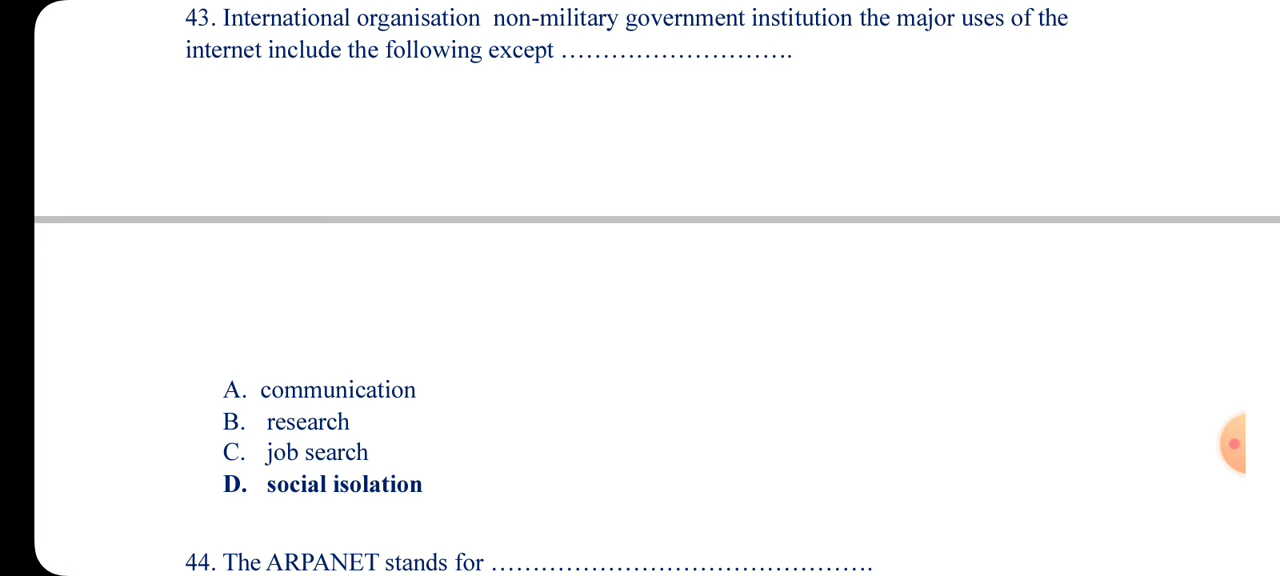 43. International organisation  non-military government institution the major uses of the
internet include the following except ………………………..
A. communication
B. research
C. job search
D. social isolation
44. The ARPANET stands for ……………………………………….